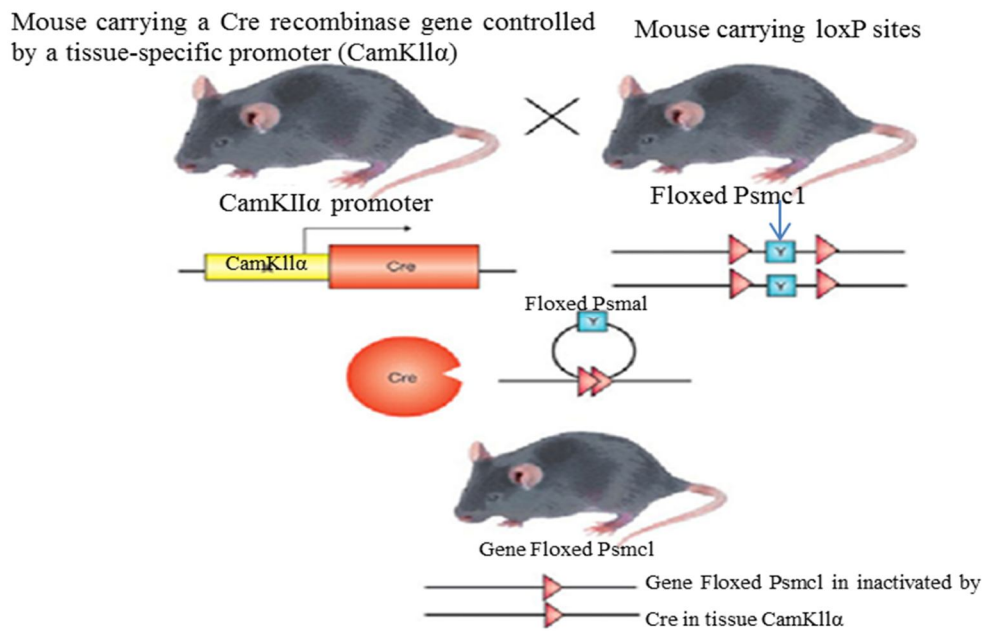 Mouse carrying a Cre recombinase gene controlled
by a tissue-specific promoter (CamKllα)
Mouse carrying loxP sites
CamKIIα promoter
Floxed Psmc1
CamKllα
Cre
Y
Y
Floxed Psmal
Y
Cre
Gene Floxed Psmcl
Gene Floxed Psmcl in inactivated by
Cre in tissue CamKllα